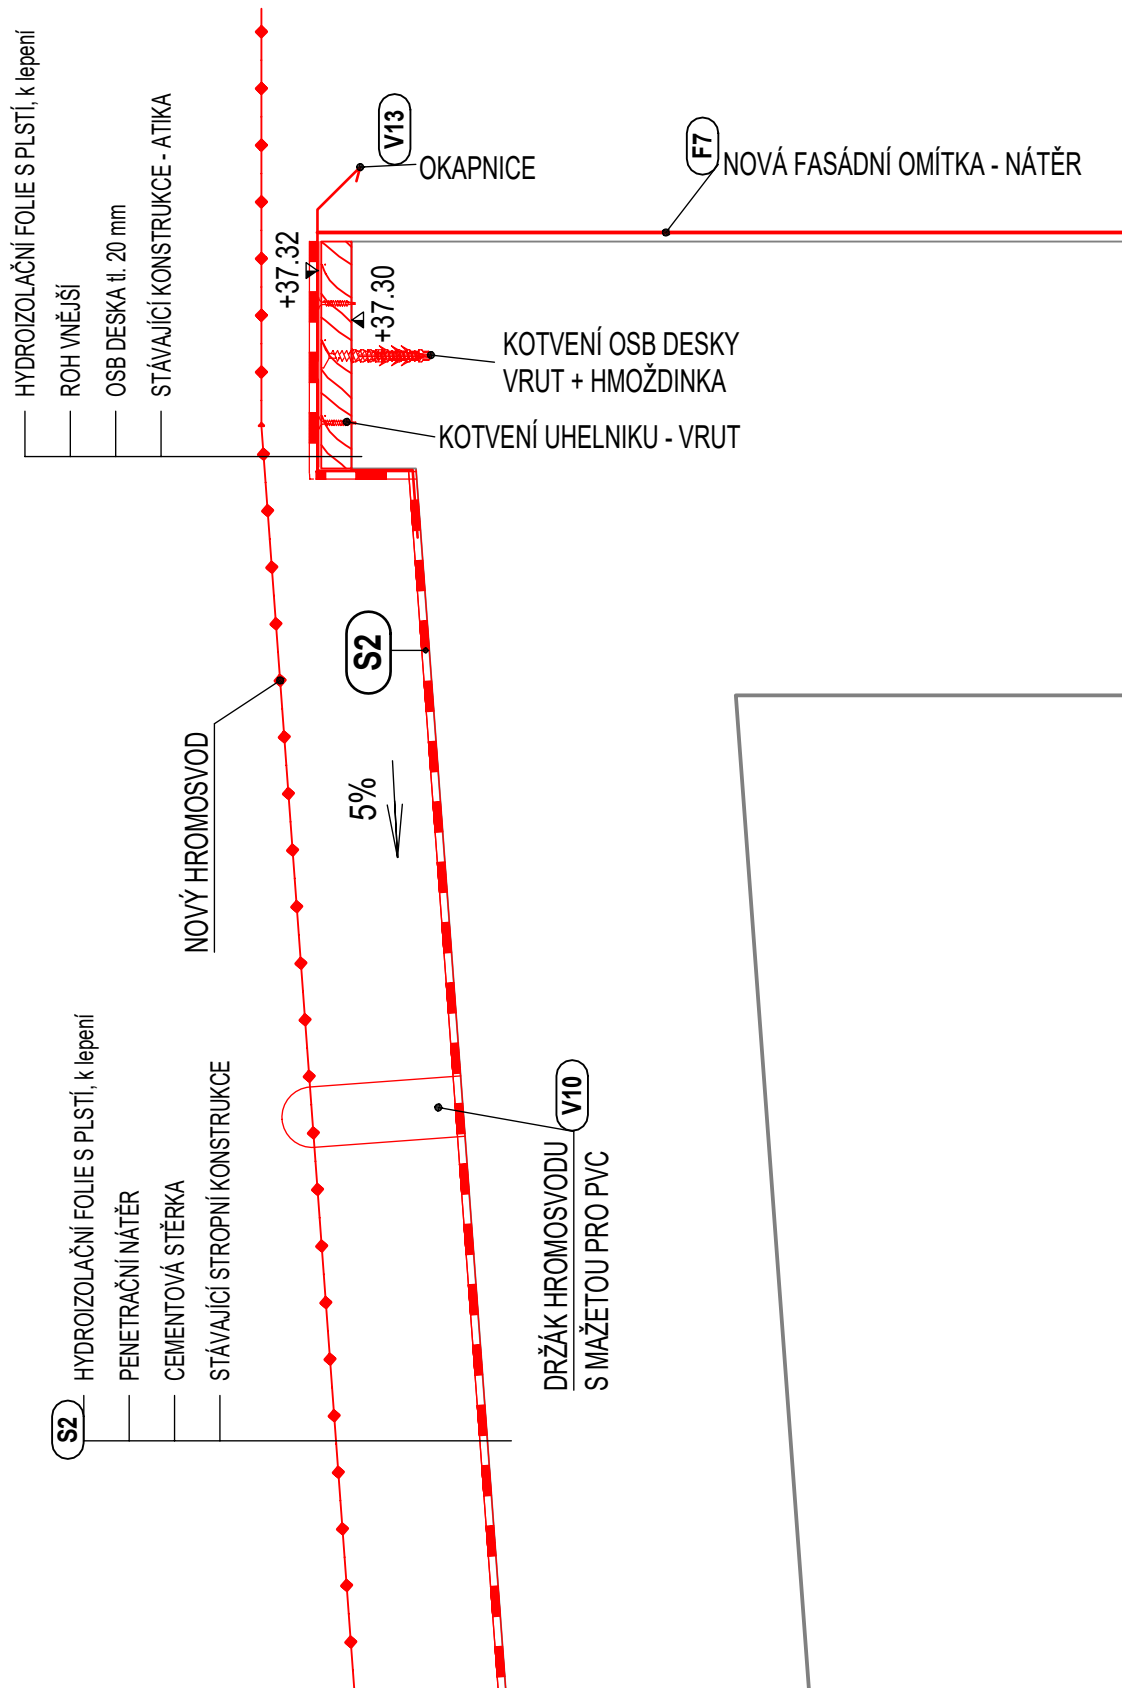 HYDROIZOLAČNÍ FOLIE S PLSTÍ, k lepení
ROH VNĚJŠÍ
OSB DESKA tl. 20 mm
STÁVAJÍCÍ KONSTRUKCE - ATIKA
V13
OKAPNICE
F7
NOVÁ FASÁDNÍ OMÍTKA - NÁTĚR
+37.32
+37.30
KOTVENÍ OSB DESKY
VRUT + HMOŽDINKA
KOTVENÍ UHELNIKU - VRUT
S2
NOVÝ HROMOSVOD
5%
S2
HYDROIZOLAČNÍ FOLIE S PLSTÍ, k lepení
PENETRAČNÍ NÁTĚR
CEMENTOVÁ STĚRKA
STÁVAJÍCÍ STROPNÍ KONSTRUKCE
V10
DRŽÁK HROMOSVODU
S MAŽETOU PRO PVC